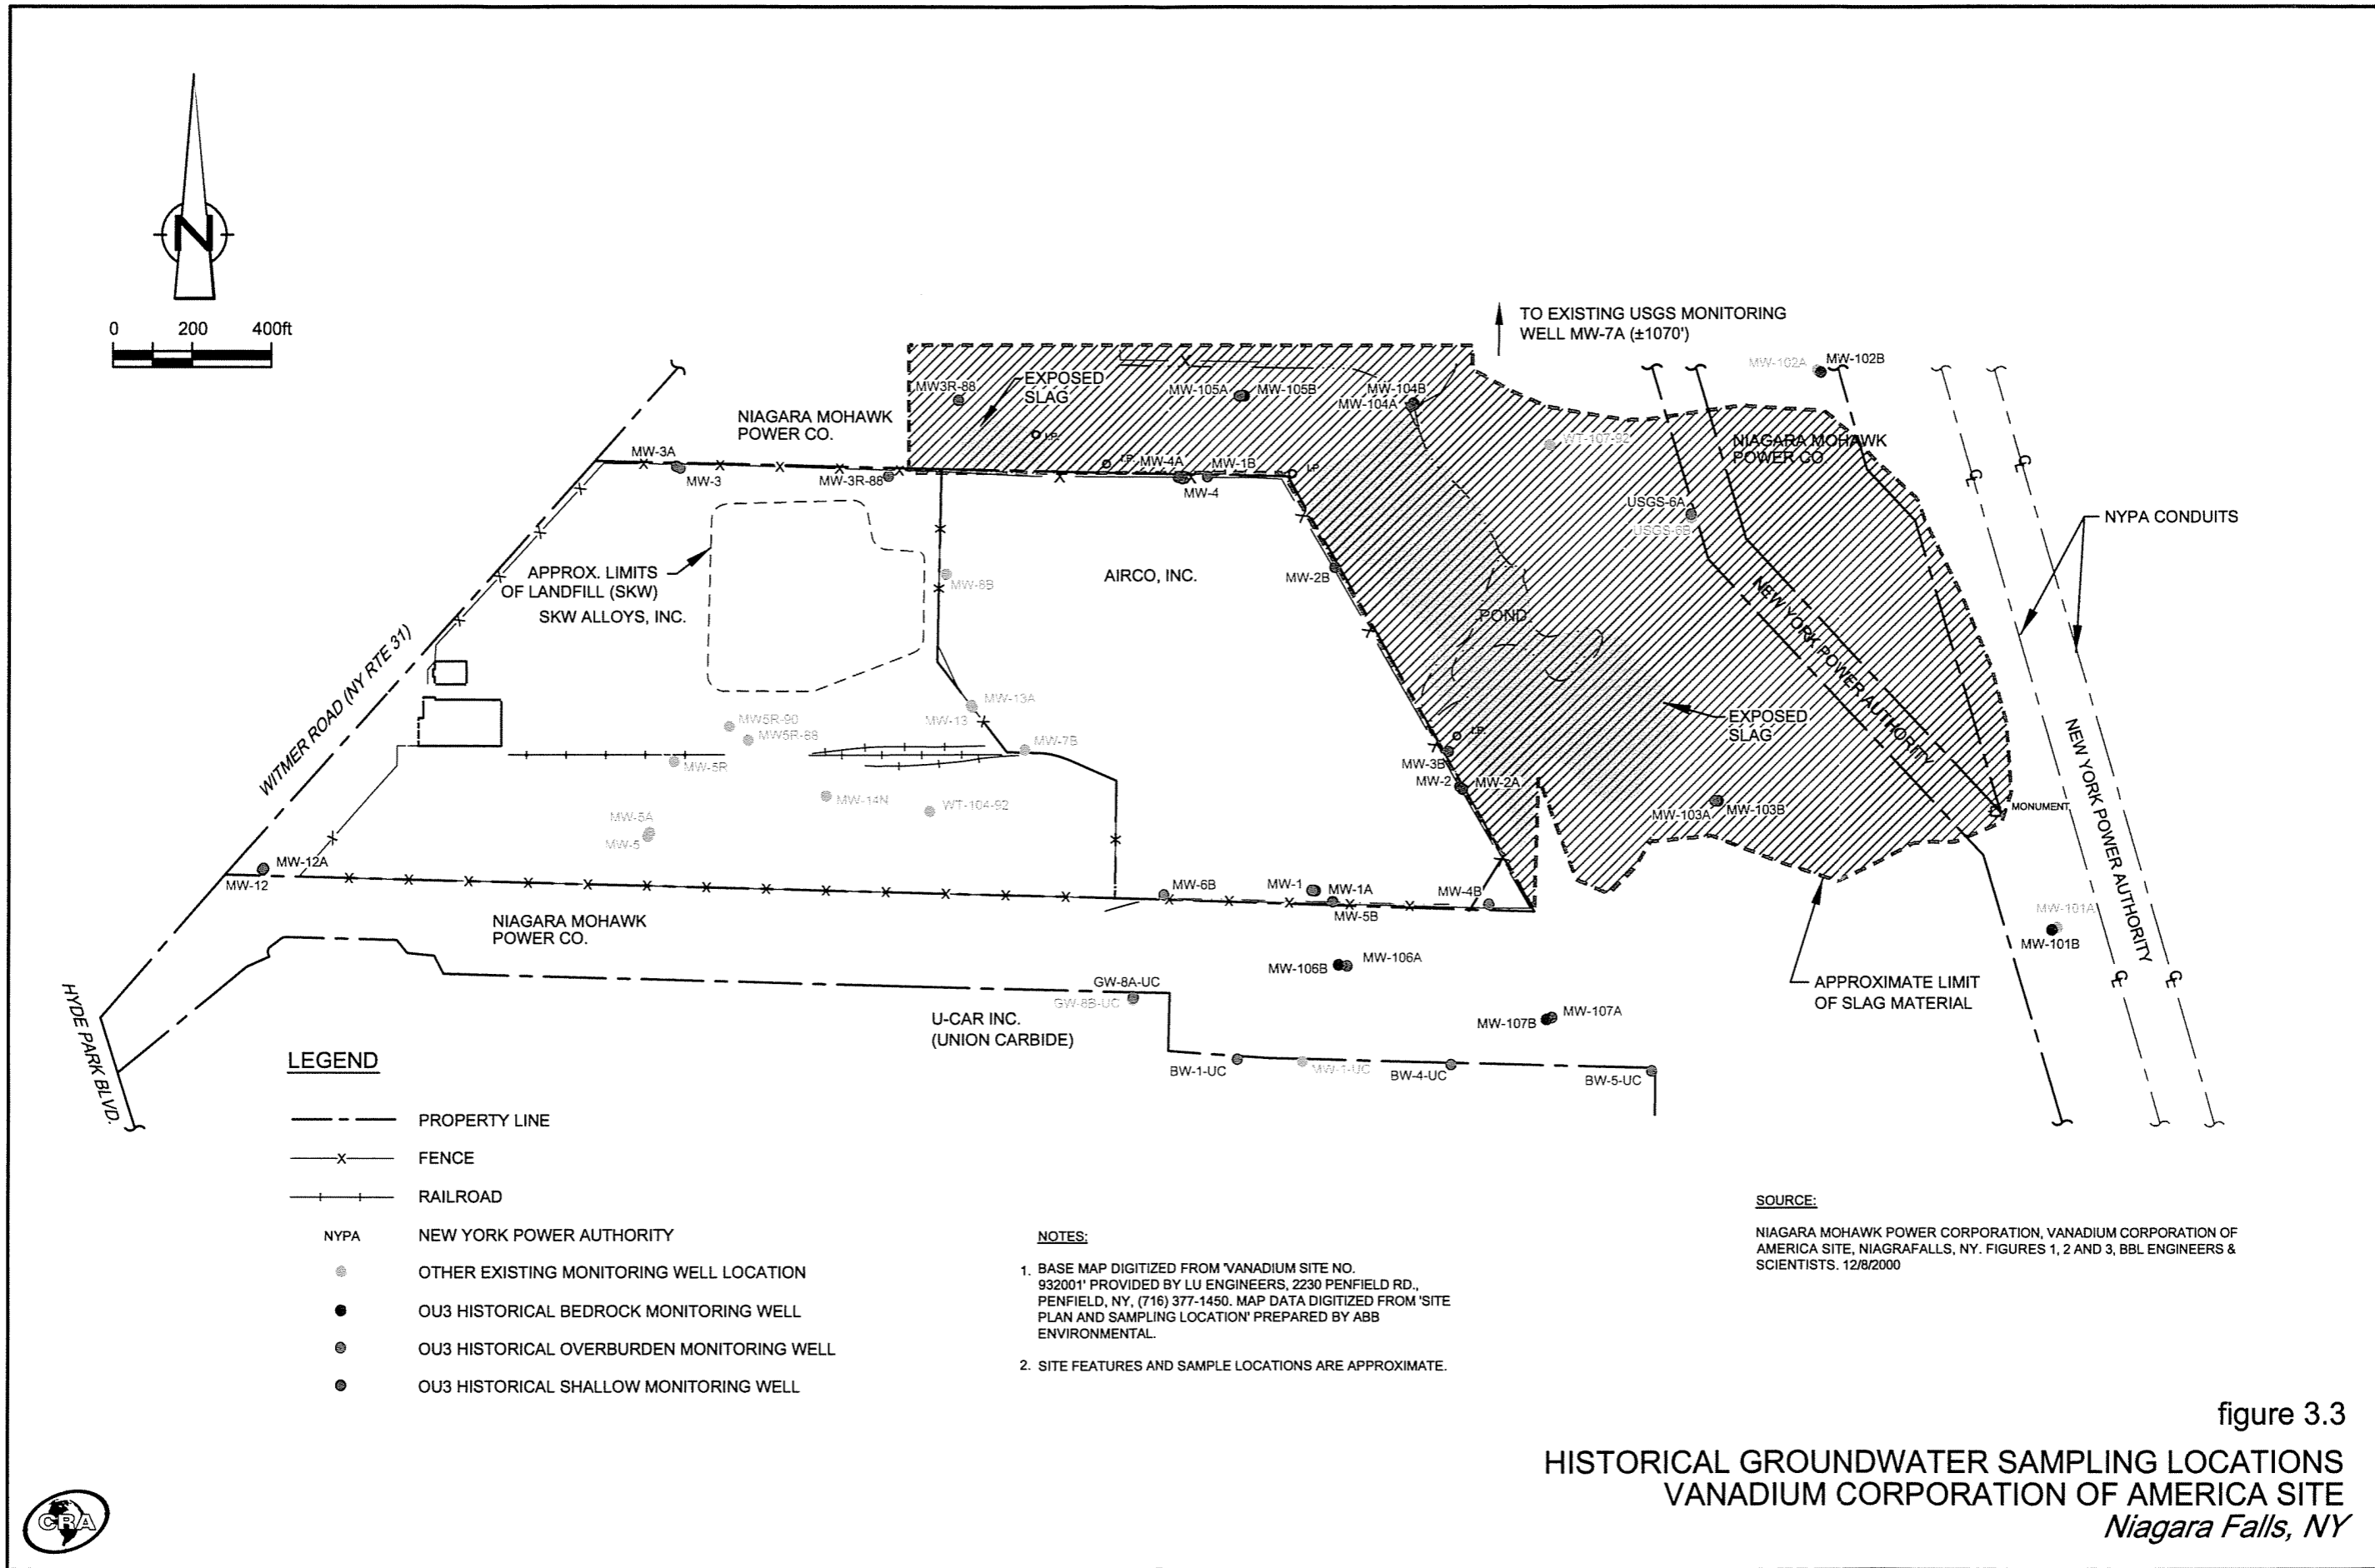 N
0 200 400ft
TO EXISTING USGS MONITORING
WELL MW-7A (±1070')
MW-102A
MW-102B
MW3R-88
EXPOSED
SLAG
MW-105A
MW-105B
MW-104B
MW-104A
NIAGARA MOHAWK
POWER CO.
I.P.
WT-107-92
NIAGARA MOHAWK
POWER CO
MW-3A
MW-3
MW-3R-88
I.P.
MW-4A
MW-1B
I.P.
MW-4
USGS-6A
USGS-6B
NYPA CONDUITS
APPROX. LIMITS
OF LANDFILL (SKW)
SKW ALLOYS, INC.
MW-8B
AIRCO, INC.
MW-2B
POND
NEW YORK POWER AUTHORITY
WITMER ROAD (NY RTE 31)
MW-13A
MW-13
MW5R-90
MW5R-88
MW-7B
MW-5R
I.P.
MW-3B
MW-2
MW-2A
EXPOSED
SLAG
NEW YORK POWER AUTHORITY
MW-14N
WT-104-92
MW-5A
MW-5
MW-103A
MW-103B
MONUMENT
MW-12A
MW-12
MW-6B
MW-1
MW-1A
MW-5B
MW-4B
NIAGARA MOHAWK
POWER CO.
MW-101A
MW-101B
MW-106B
MW-106A
APPROXIMATE LIMIT
OF SLAG MATERIAL
GW-8A-UC
GW-8B-UC
U-CAR INC.
(UNION CARBIDE)
MW-107B
MW-107A
HYDE PARK BLVD.
BW-1-UC
MW-1-UC
BW-4-UC
BW-5-UC
LEGEND
PROPERTY LINE
X FENCE
RAILROAD
NYPA NEW YORK POWER AUTHORITY
OTHER EXISTING MONITORING WELL LOCATION
OU3 HISTORICAL BEDROCK MONITORING WELL
OU3 HISTORICAL OVERBURDEN MONITORING WELL
OU3 HISTORICAL SHALLOW MONITORING WELL
NOTES:
1. BASE MAP DIGITIZED FROM 'VANADIUM SITE NO.
932001' PROVIDED BY LU ENGINEERS, 2230 PENFIELD RD.,
PENFIELD, NY, (716) 377-1450. MAP DATA DIGITIZED FROM 'SITE
PLAN AND SAMPLING LOCATION' PREPARED BY ABB
ENVIRONMENTAL.
2. SITE FEATURES AND SAMPLE LOCATIONS ARE APPROXIMATE.
SOURCE:
NIAGARA MOHAWK POWER CORPORATION, VANADIUM CORPORATION OF
AMERICA SITE, NIAGRAFALLS, NY. FIGURES 1, 2 AND 3, BBL ENGINEERS &
SCIENTISTS. 12/8/2000
figure 3.3
HISTORICAL GROUNDWATER SAMPLING LOCATIONS
VANADIUM CORPORATION OF AMERICA SITE
Niagara Falls, NY
CRA